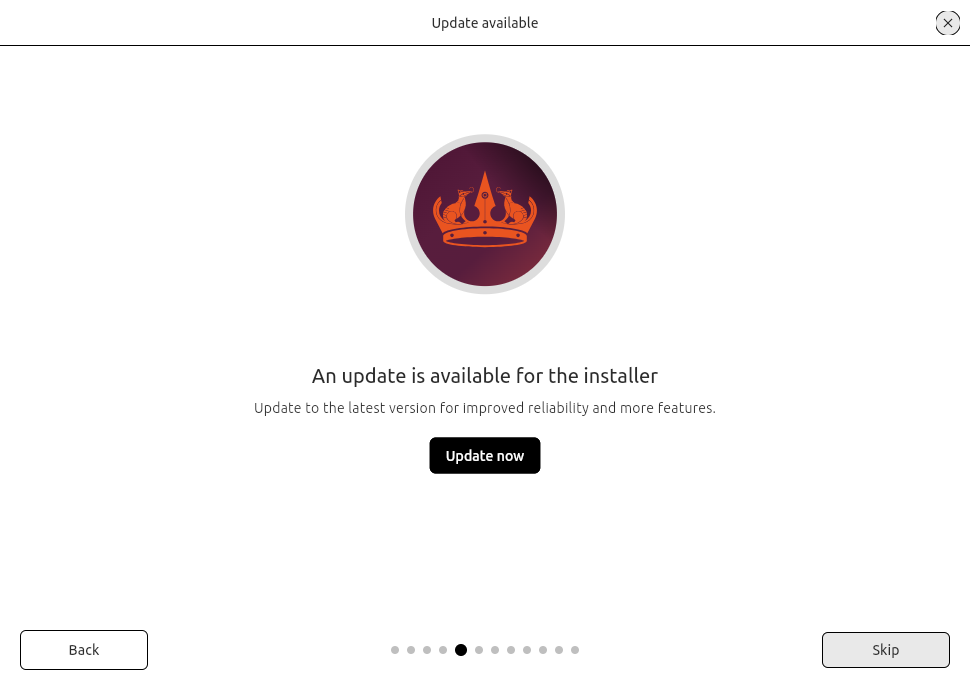 Update available
An update is available for the installer
Update to the latest version for improved reliability and more features.
Update now
Back
Skip